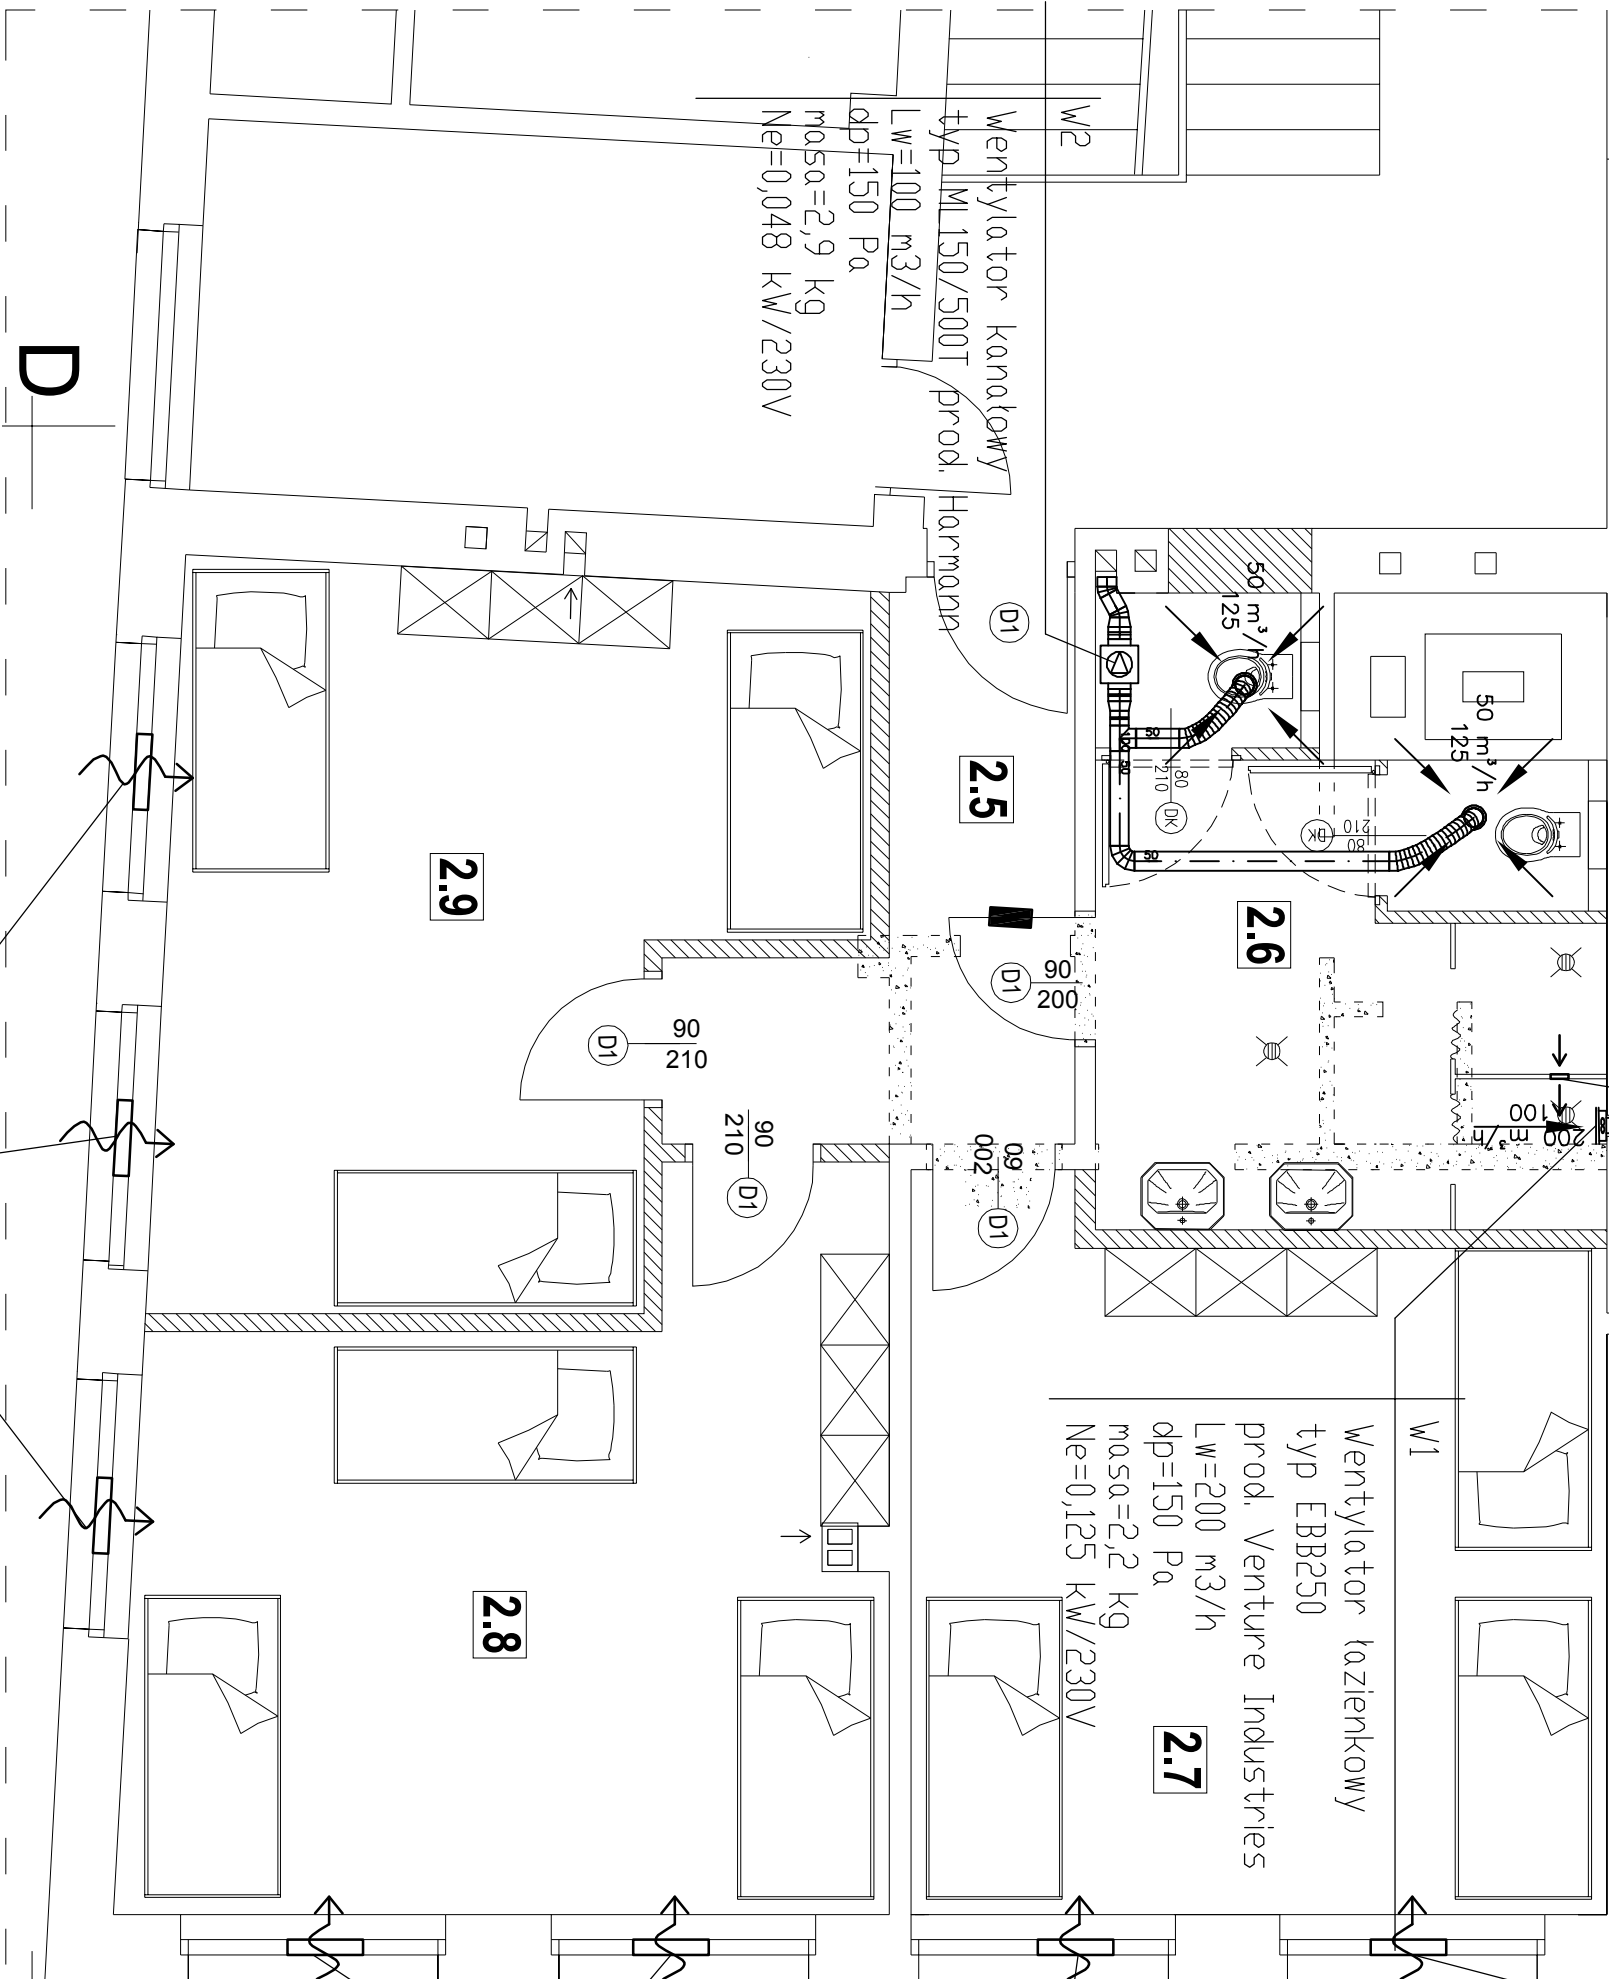 W2
Wentylator kanałowy
typ ML150/500T prod. Harmann
Lw=100 m3/h
dp=150 Pa
masa=2,9 kg
Ne=0,048 kW/230V
D
D1
50 m³/h
125
50 m³/h
125
50
100
50
50
80
210
DK
80
210
DK
2.5
2.6
2.9
D1
90
200
D1
90
210
90
210
D1
90
200
D1
100
200 m³/h
W1
Wentylator łazienkowy
typ EBB250
prod. Venture Industries
Lw=200 m3/h
dp=150 Pa
masa=2,2 kg
Ne=0,125 kW/230V
2.7
2.8